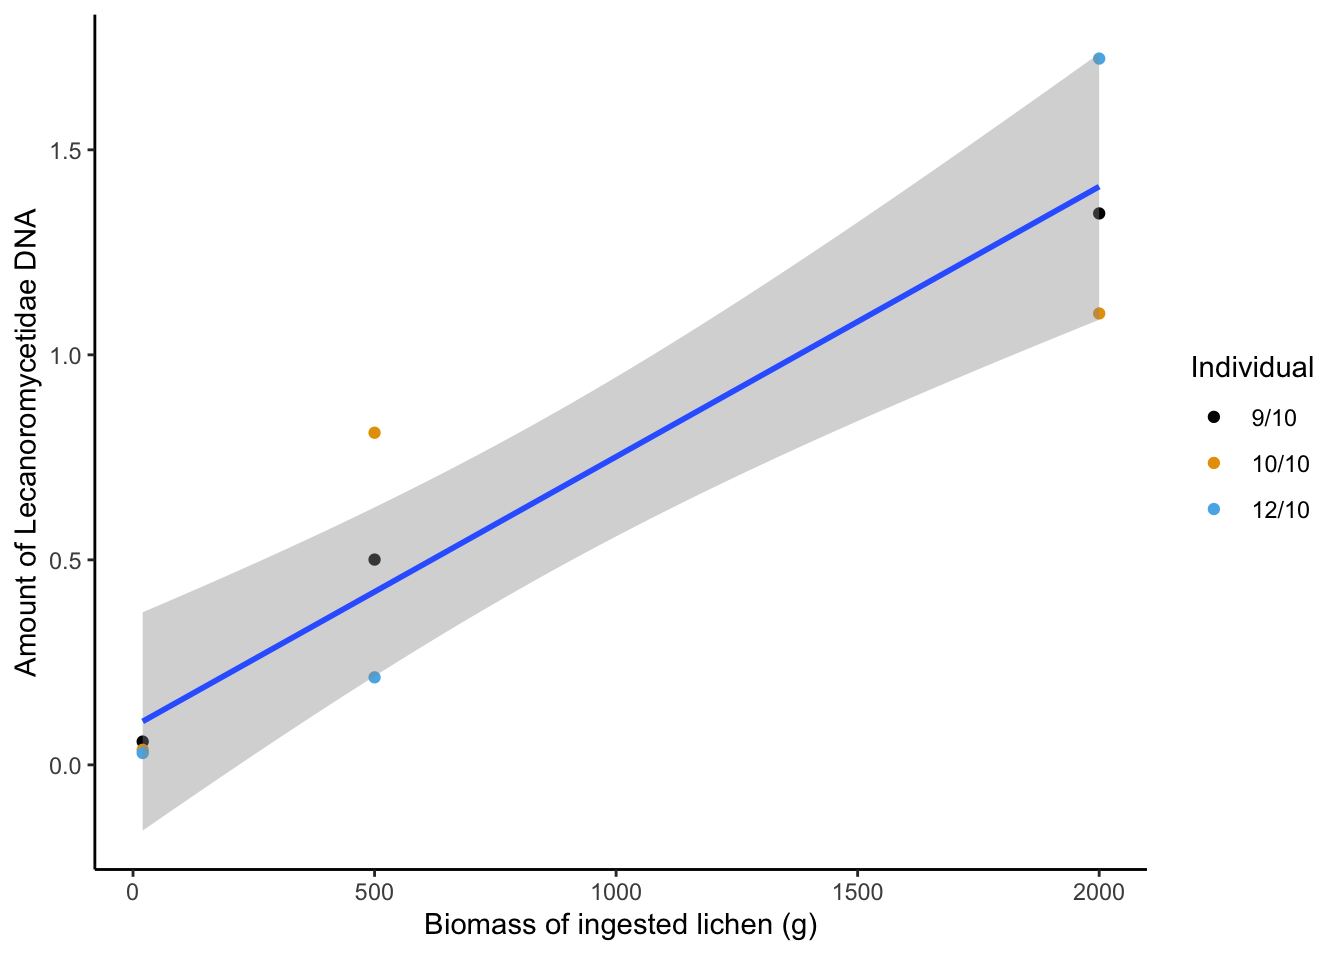 Amount of Lecanoromycetidae DNA
1.5
1.0
0.5
0.0
0 500 1000 1500 2000
Biomass of ingested lichen (g)
Individual
9/10
10/10
12/10